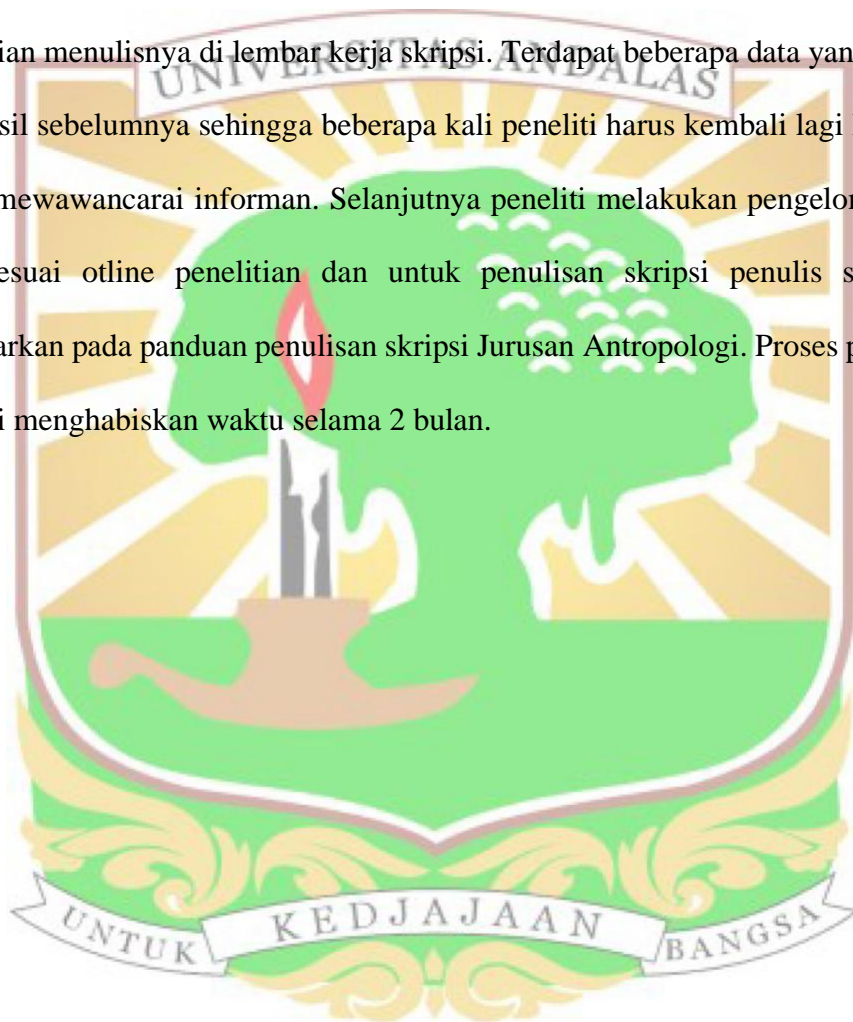 ian menulisnya di lembar kerja skripsi. Terdapat beberapa data yan
UNIVERSITAS ANDALAS
sil sebelumnya sehingga beberapa kali peneliti harus kembali lagi
mewawancarai informan. Selanjutnya peneliti melakukan pengelo
esuai otline penelitian dan untuk penulisan skripsi penulis s
arkan pada panduan penulisan skripsi Jurusan Antropologi. Proses p
i menghabiskan waktu selama 2 bulan.
UNTUK KEDJAJAAN BANGSA